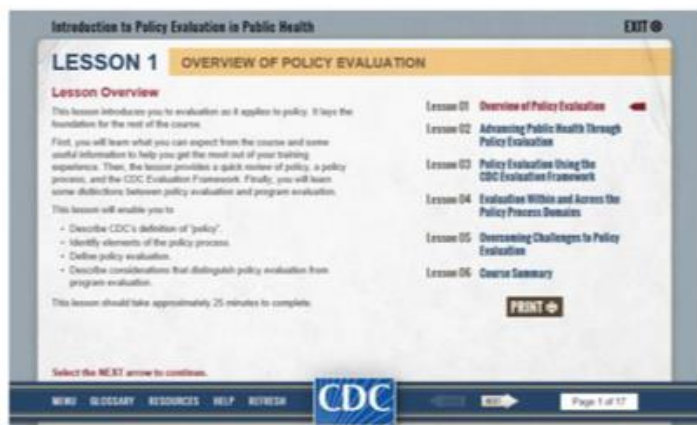 Introduction to Policy Evaluation in Public Health
EXIT
LESSON 1
OVERVIEW OF POLICY EVALUATION
Lesson Overview
This lesson introduces you to evaluation as it applies to policy. It lays the
foundation for the rest of the course.
First, you will learn what you can expect from the course and some
useful information to help you get the most out of your training
experience. Then, the lesson provides a quick review of policy, a policy
process, and the CDC Evaluation Framework. Finally, you will learn
some distinctions between policy evaluation and program evaluation.
This lesson will enable you to
• Describe CDC's definition of "policy".
• Identify elements of the policy process.
• Define policy evaluation.
• Describe considerations that distinguish policy evaluation from
program evaluation.
This lesson should take approximately 25 minutes to complete.
Select the NEXT arrow to continue.
Lesson 01 Overview of Policy Evaluation
Lesson 02 Advancing Public Health Through
Policy Evaluation
Lesson 03 Policy Evaluation Using the
CDC Evaluation Framework
Lesson 04 Evaluation Within and Across the
Policy Process Domains
Lesson 05 Overcoming Challenges to Policy
Evaluation
Lesson 06 Course Summary
PRINT
MENU GLOSSARY RESOURCES HELP REFRESH
CDC
NEXT
Page 1 of 17